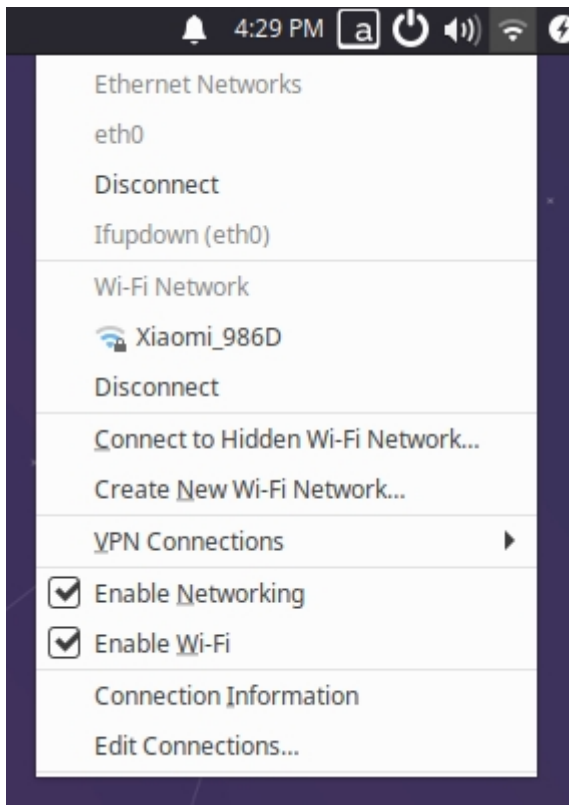 4:29 PM a
Ethernet Networks
eth0
Disconnect
Ifupdown (eth0)
Wi-Fi Network
Xiaomi_986D
Disconnect
Connect to Hidden Wi-Fi Network...
Create New Wi-Fi Network...
VPN Connections
Enable Networking
Enable Wi-Fi
Connection Information
Edit Connections...